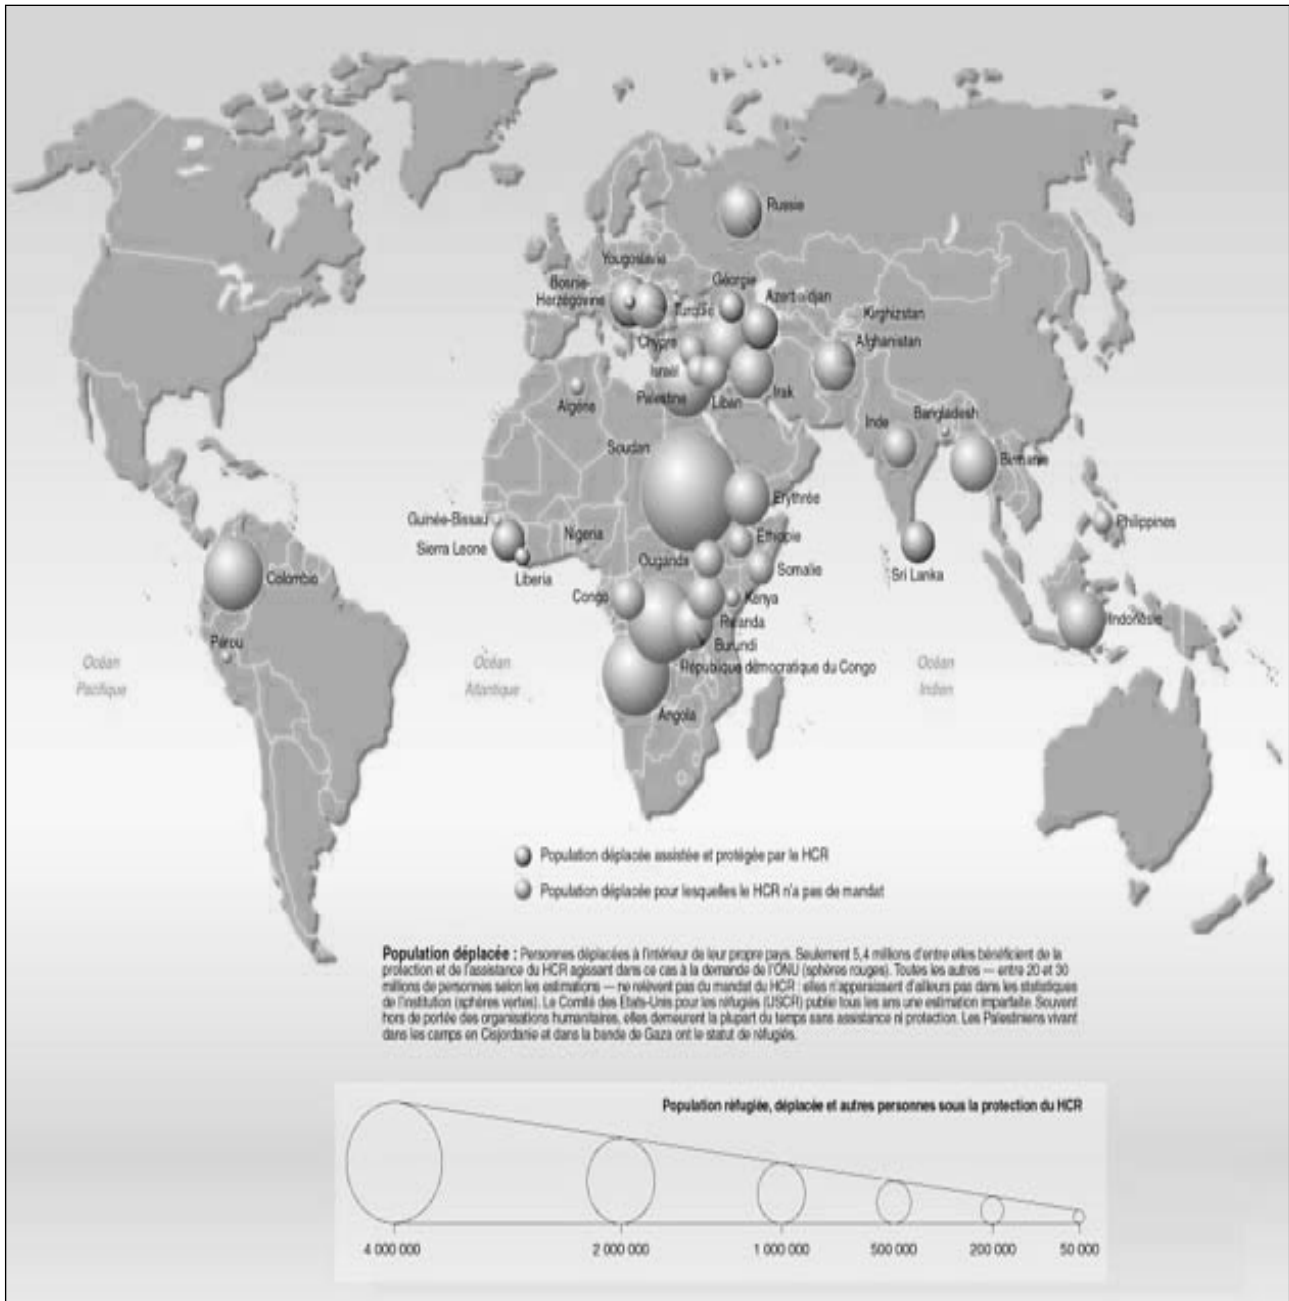 Russie
Yougoslavie
Bosnie-
Herzégovine
Géorgie
Azerbaïdjan
Turquie
Kirghizstan
Chypre
Afghanistan
Israël
Palestine
Liban
Irak
Algérie
Inde
Bangladesh
Birmanie
Soudan
Erythrée
Guinée-Bissau
Sierra Leone
Nigeria
Liberia
Ethiopie
Ouganda
Somalie
Philippines
Sri Lanka
Colombie
Congo
Kenya
Rwanda
Burundi
Indonésie
Pérou
République démocratique du Congo
Angola
Océan
Pacifique
Océan
Atlantique
Océan
Indien
Population déplacée assistée et protégée par le HCR
Population déplacée pour lesquelles le HCR n'a pas de mandat
Population déplacée : Personnes déplacées à l'intérieur de leur propre pays. Seulement 5,4 millions d'entre elles bénéficient de la
protection et de l'assistance du HCR agissant dans ce cas à la demande de l'ONU (sphères rouges). Toutes les autres — entre 20 et 30
millions de personnes selon les estimations — ne relèvent pas du mandat du HCR : elles n'apparaissent d'ailleurs pas dans les statistiques
de l'institution (sphères vertes). Le Comité des Etats-Unis pour les réfugiés (USCR) publie tous les ans une estimation imparfaite. Souvent
hors de portée des organisations humanitaires, elles demeurent la plupart du temps sans assistance ni protection. Les Palestiniens vivant
dans les camps en Cisjordanie et dans la bande de Gaza ont le statut de réfugiés.
Population réfugiée, déplacée et autres personnes sous la protection du HCR
4 000 000
2 000 000
1 000 000
500 000
200 000
50 000